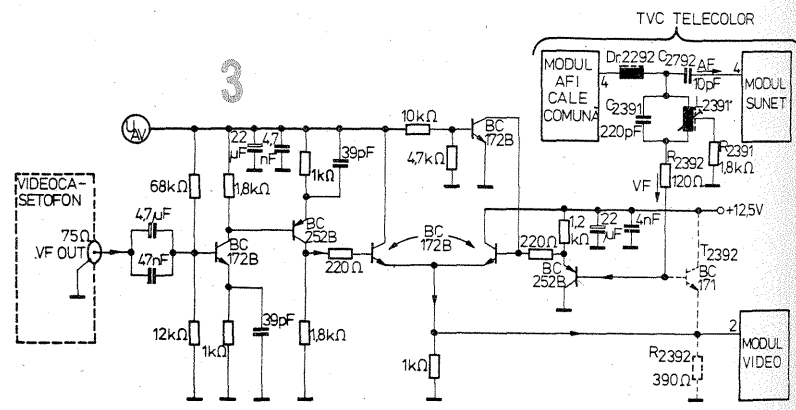 TVC TELECOLOR
3
MODUL
AFI
CALE
COMUNĂ
4
Dr.2292
C2792
AF
10pF
4
MODUL
SUNET
C2391
220pF
L2391
R2391
1,8kΩ
R2392
120Ω
VF
UAV
10kΩ
BC
172B
4,7kΩ
22
µF
4,7
nF
1kΩ
39pF
68kΩ
1,8kΩ
VIDEOCA-
SETOFON
75Ω
VF OUT
4,7µF
47nF
BC
172B
BC
252B
220Ω
BC
172B
220Ω
1,2
kΩ
22
µF
4nF
+12,5V
BC
252B
T2392
BC
171
12kΩ
1kΩ
39pF
1,8kΩ
1kΩ
R2392
390Ω
2
MODUL
VIDEO